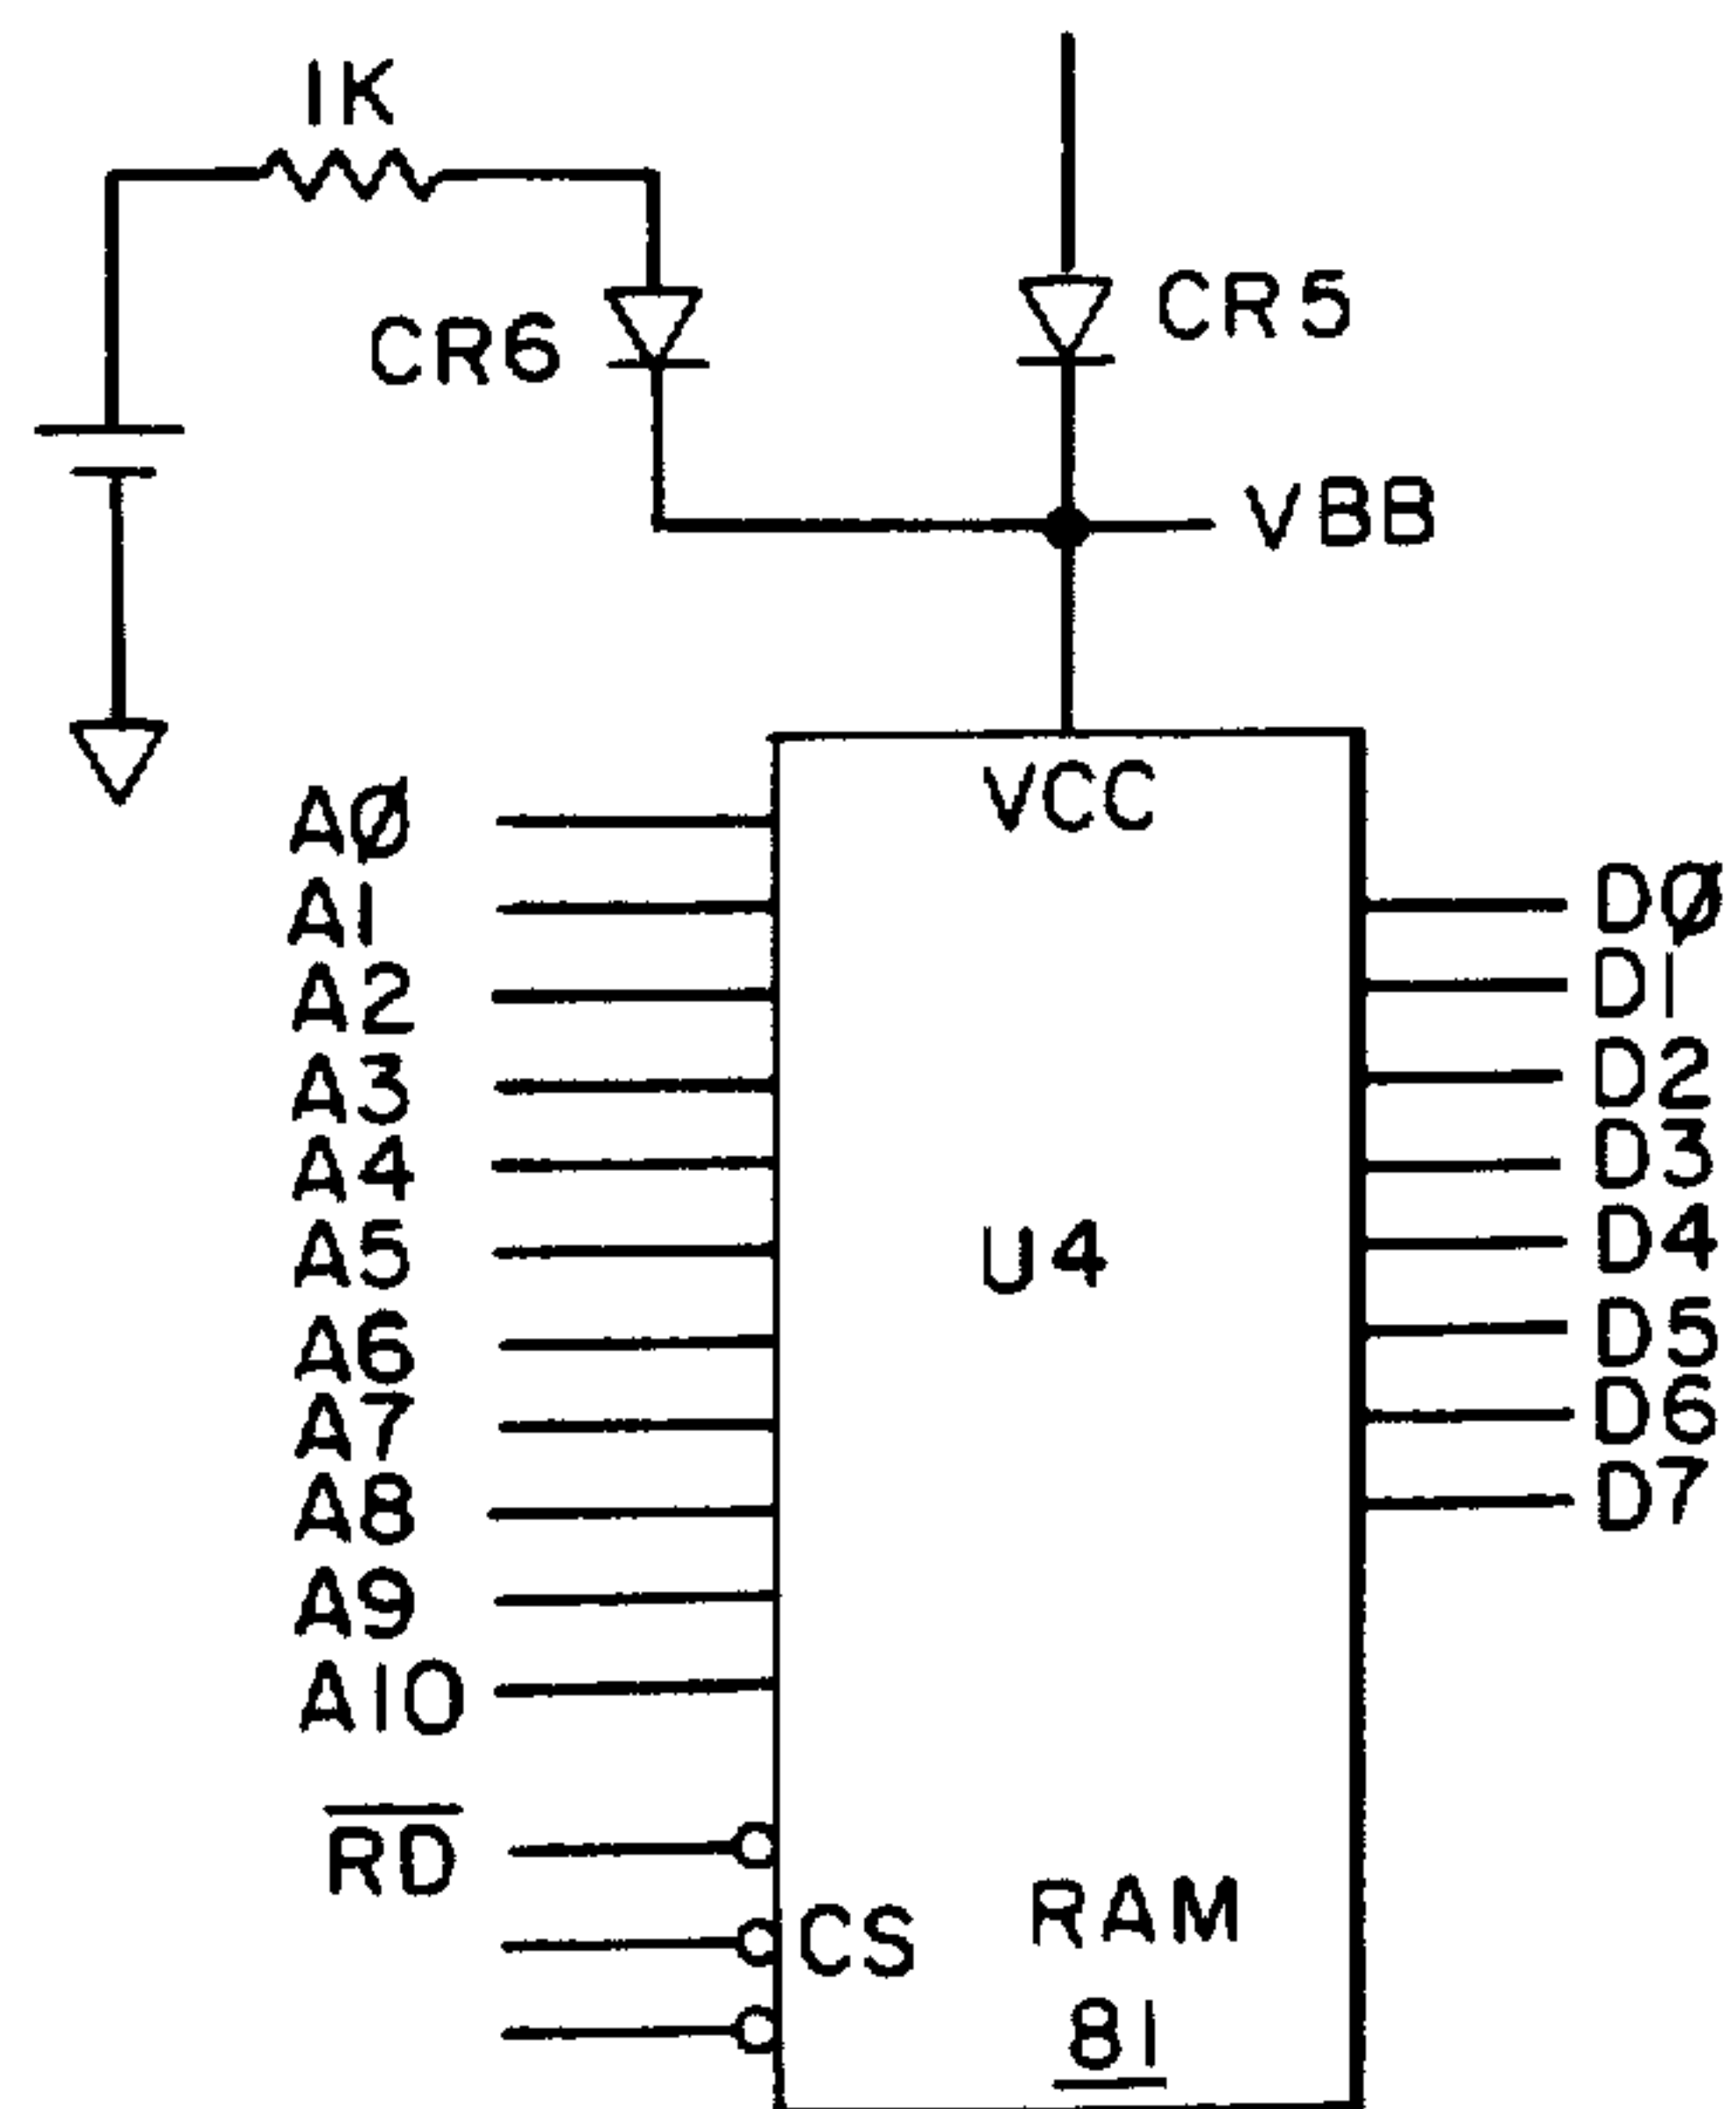 1K
CR5
CR6
VBB
VCC
AØ
A1
A2
A3
A4
A5
A6
A7
A8
A9
A10
R̅D̅
CS
DØ
D1
D2
D3
D4
D5
D6
D7
U4
RAM
81